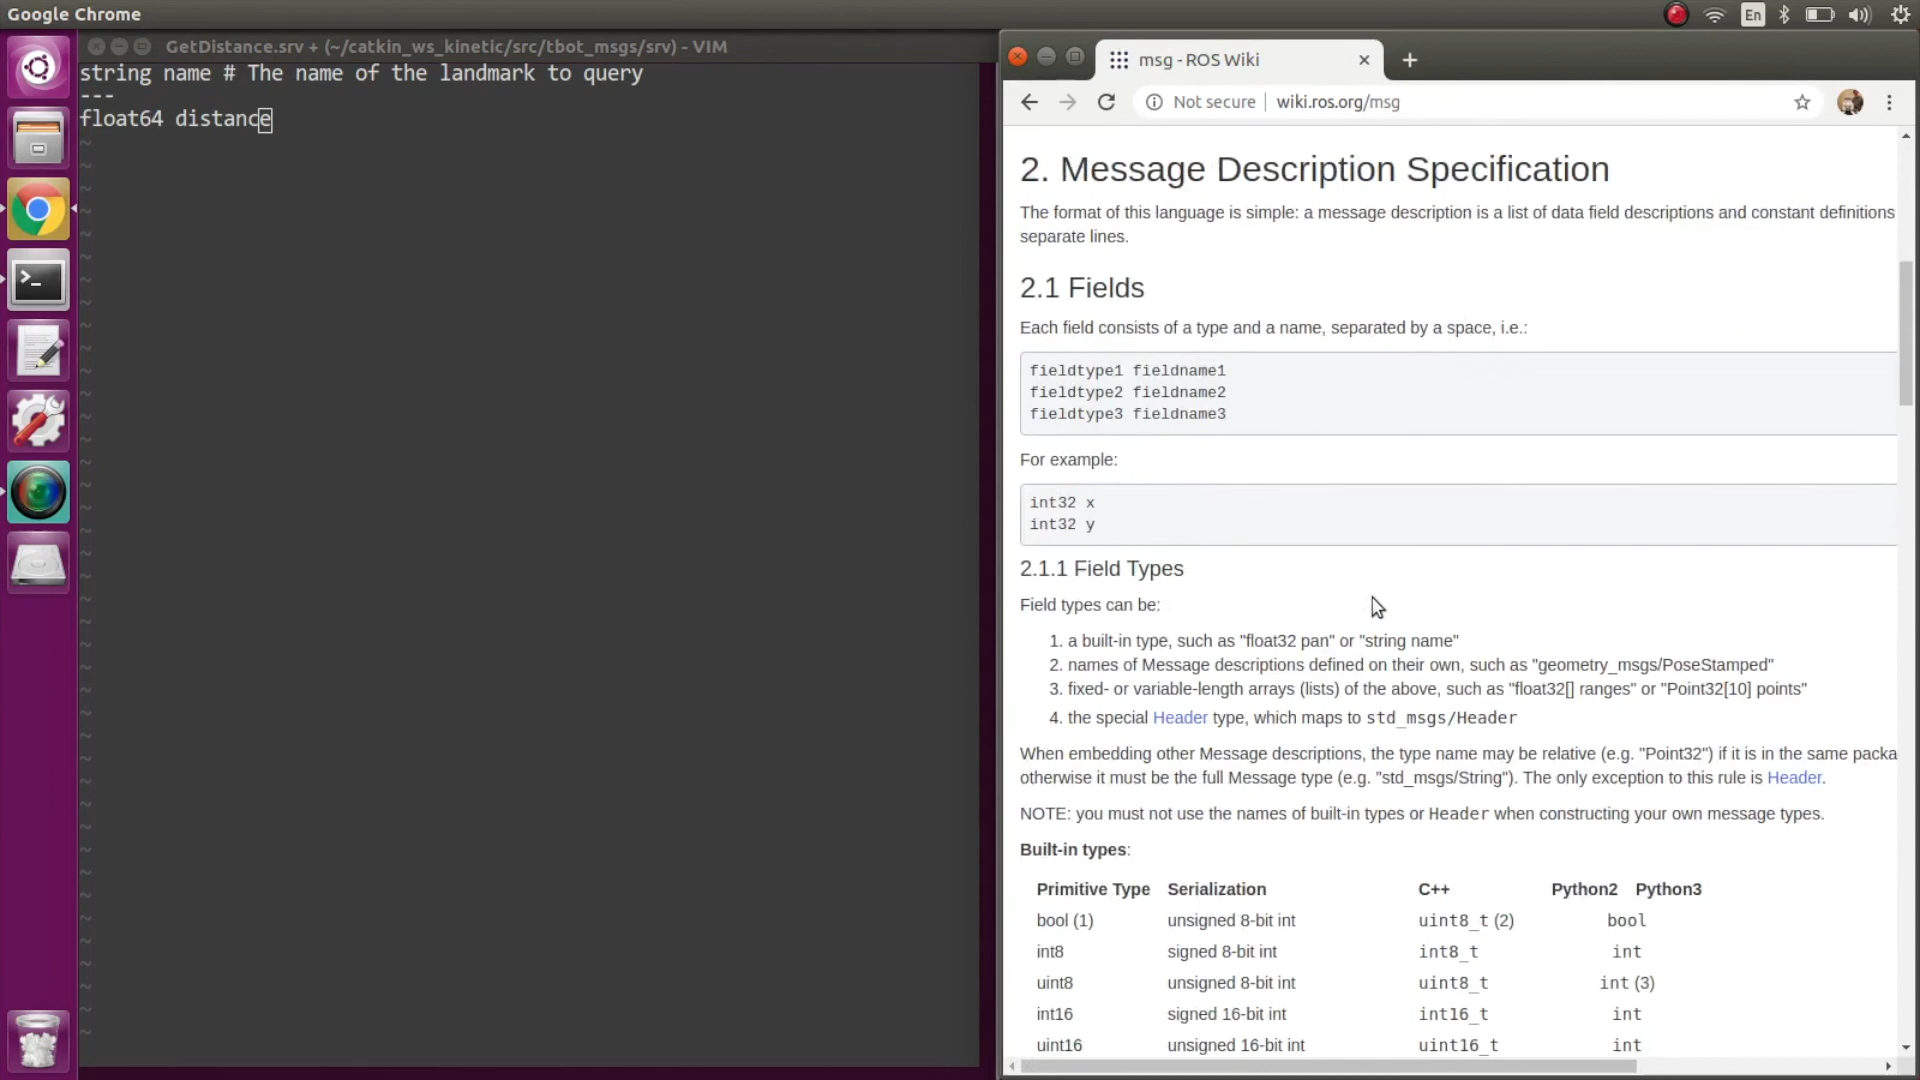 Google Chrome
En
GetDistance.srv + (~/catkin_ws_kinetic/src/tbot_msgs/srv) - VIM
string name # The name of the landmark to query
---
float64 distance
msg - ROS Wiki
Not secure
wiki.ros.org/msg
2. Message Description Specification
The format of this language is simple: a message description is a list of data field descriptions and constant definitions
separate lines.
2.1 Fields
Each field consists of a type and a name, separated by a space, i.e.:
fieldtype1 fieldname1
fieldtype2 fieldname2
fieldtype3 fieldname3
For example:
int32 x
int32 y
2.1.1 Field Types
Field types can be:
1. a built-in type, such as "float32 pan" or "string name"
2. names of Message descriptions defined on their own, such as "geometry_msgs/PoseStamped"
3. fixed- or variable-length arrays (lists) of the above, such as "float32[] ranges" or "Point32[10] points"
4. the special Header type, which maps to std_msgs/Header
When embedding other Message descriptions, the type name may be relative (e.g. "Point32") if it is in the same packa
otherwise it must be the full Message type (e.g. "std_msgs/String"). The only exception to this rule is Header.
NOTE: you must not use the names of built-in types or Header when constructing your own message types.
Built-in types:
Primitive Type Serialization C++ Python2 Python3
bool (1) unsigned 8-bit int uint8_t (2) bool
int8 signed 8-bit int int8_t int
uint8 unsigned 8-bit int uint8_t int (3)
int16 signed 16-bit int int16_t int
uint16 unsigned 16-bit int uint16_t int